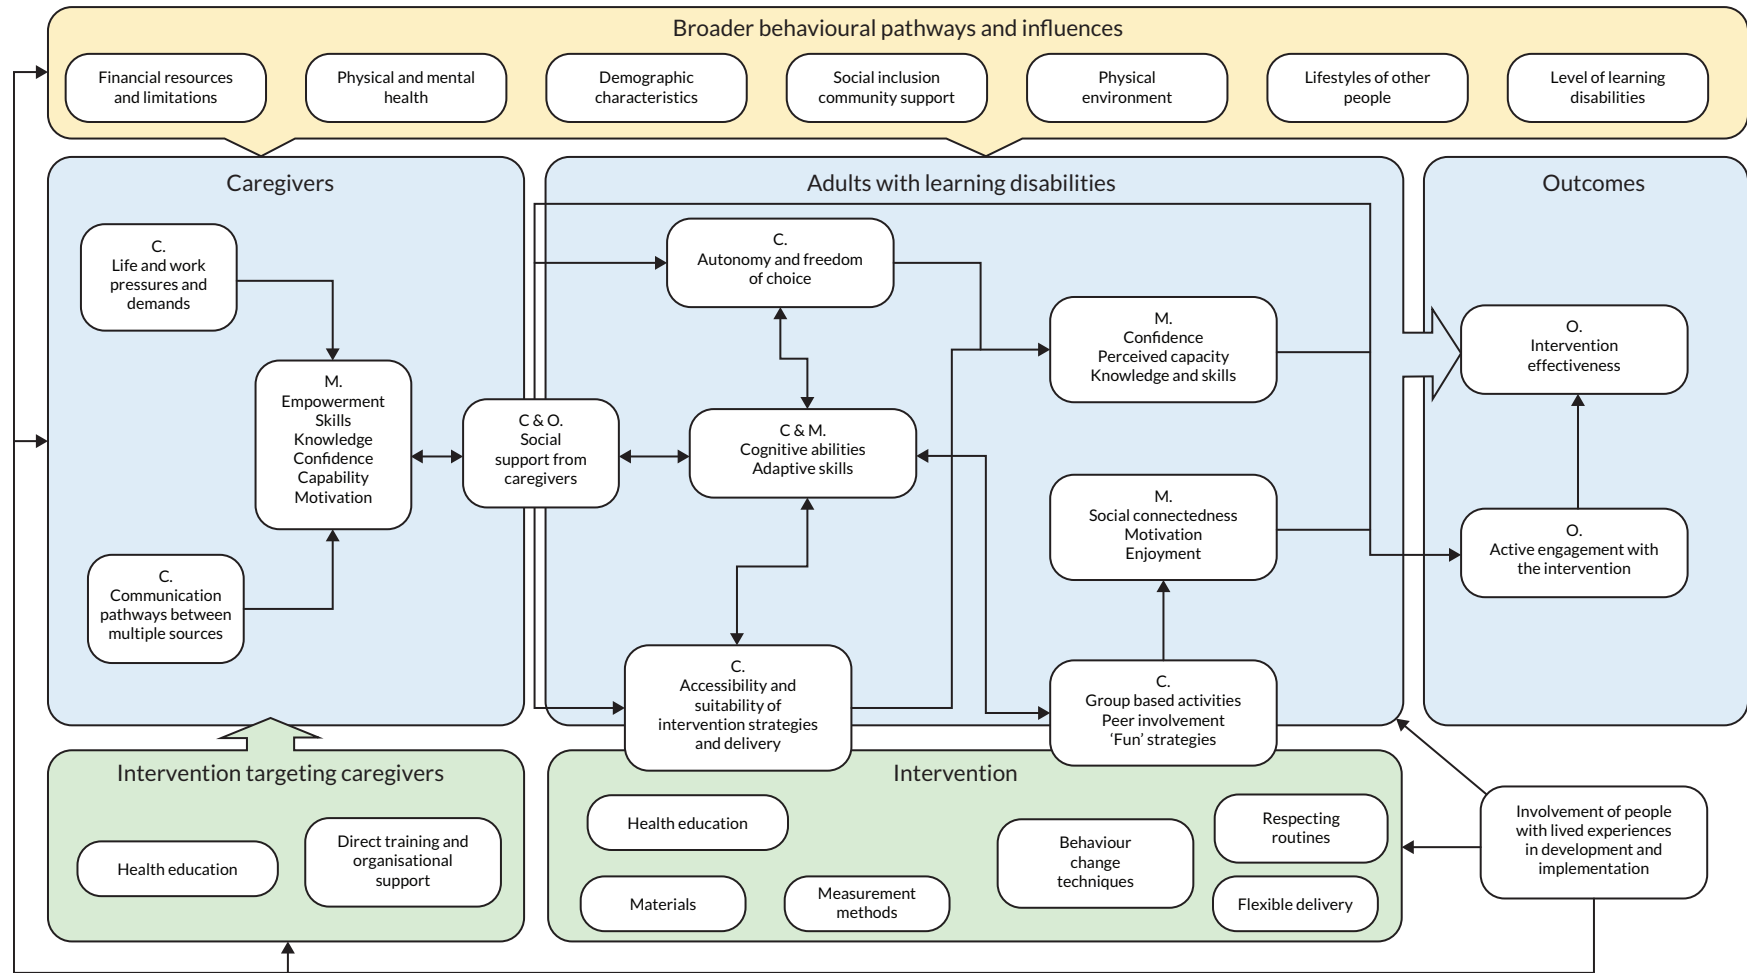 Broader behavioural pathways and influences
Financial resources
and limitations
Physical and mental
health
Demographic
characteristics
Social inclusion
community support
Physical
environment
Lifestyles of other
people
Level of learning
disabilities
Caregivers
C.
Life and work
pressures and
demands
M.
Empowerment
Skills
Knowledge
Confidence
Capability
Motivation
C.
Communication
pathways between
multiple sources
C & O.
Social
support from
caregivers
Adults with learning disabilities
C.
Autonomy and freedom
of choice
C & M.
Cognitive abilities
Adaptive skills
C.
Accessibility and
suitability of
intervention strategies
and delivery
M.
Confidence
Perceived capacity
Knowledge and skills
M.
Social connectedness
Motivation
Enjoyment
C.
Group based activities
Peer involvement
‘Fun’ strategies
Outcomes
O.
Intervention
effectiveness
O.
Active engagement with
the intervention
Intervention targeting caregivers
Health education
Direct training and
organisational
support
Intervention
Health education
Materials
Measurement
methods
Behaviour
change
techniques
Respecting
routines
Flexible delivery
Involvement of people
with lived experiences
in development and
implementation